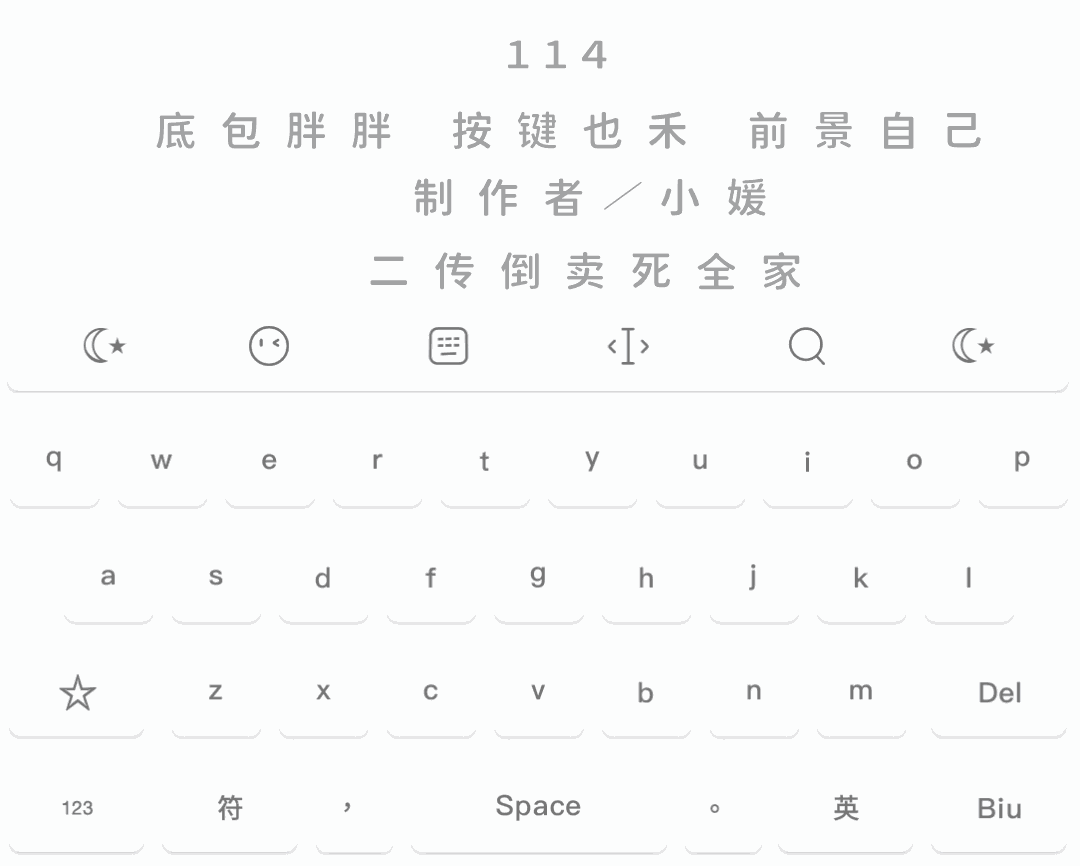 114
底包胖胖 按键也禾 前景自己
制作者／小媛
二传倒卖死全家
q w e r t y u i o p
a s d f g h j k l
z x c v b n m Del
123 符 ， Space 。 英 Biu